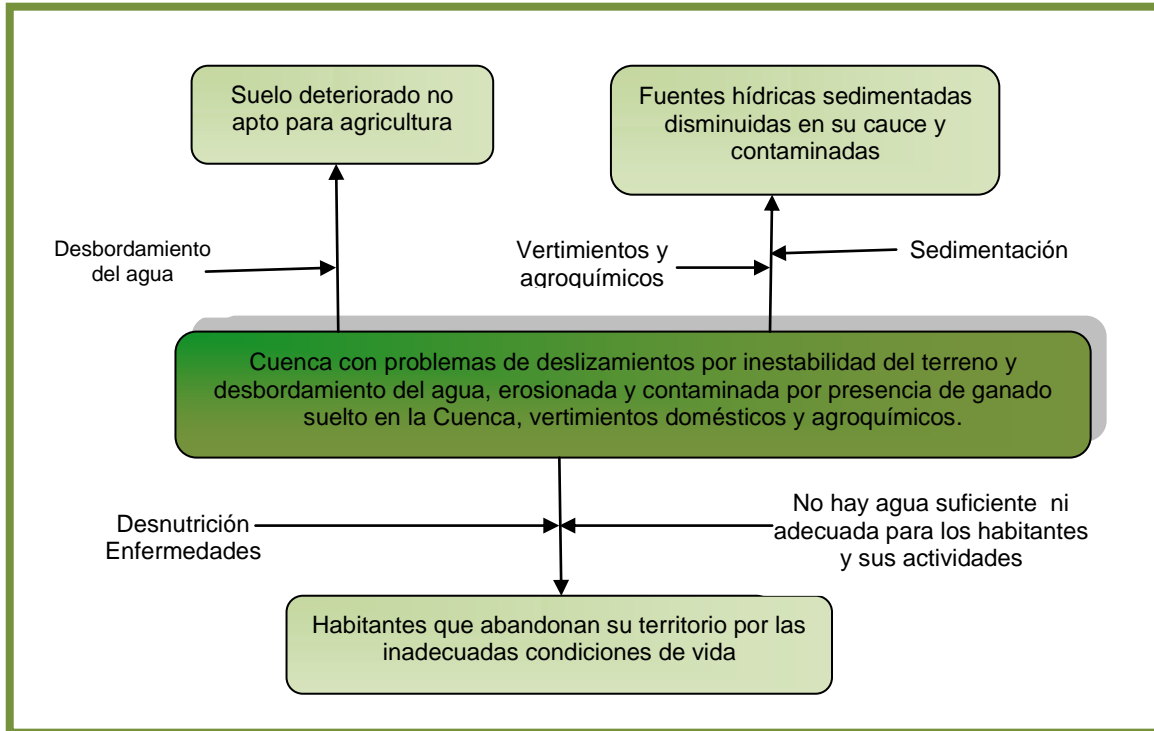 Suelo deteriorado no
apto para agricultura
Fuentes hídricas sedimentadas
disminuidas en su cauce y
contaminadas
Desbordamiento
del agua
Vertimientos y
agroquímicos
Sedimentación
Cuenca con problemas de deslizamientos por inestabilidad del terreno y
desbordamiento del agua, erosionada y contaminada por presencia de ganado
suelto en la Cuenca, vertimientos domésticos y agroquímicos.
Desnutrición
Enfermedades
No hay agua suficiente ni
adecuada para los habitantes
y sus actividades
Habitantes que abandonan su territorio por las
inadecuadas condiciones de vida